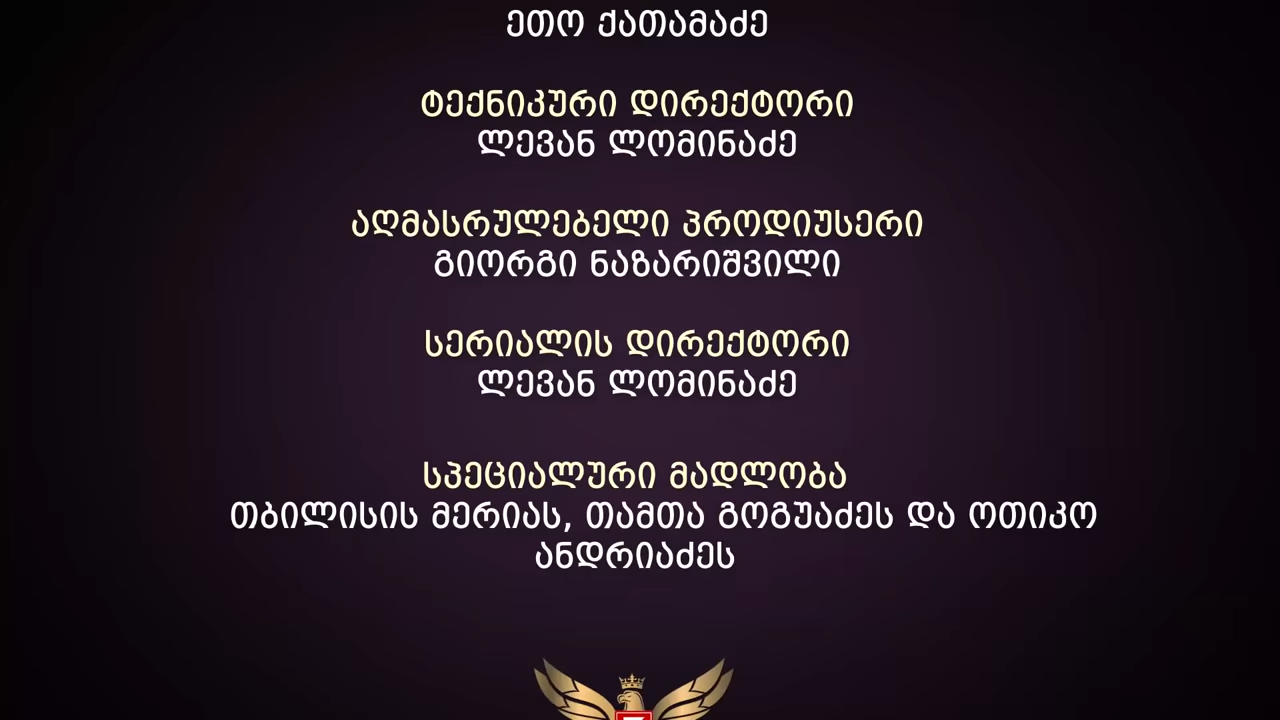 ეთო ქათამაძე
ტექნიკური დირექტორი
ლევან ლომინაძე
აღმასრულებელი პროდიუსერი
გიორგი ნაზარიშვილი
სერიალის დირექტორი
ლევან ლომინაძე
სპეციალური მადლობა
თბილისის მერიას, თამთა გოგუაძეს და ოთიკო
ანდრიაძეს